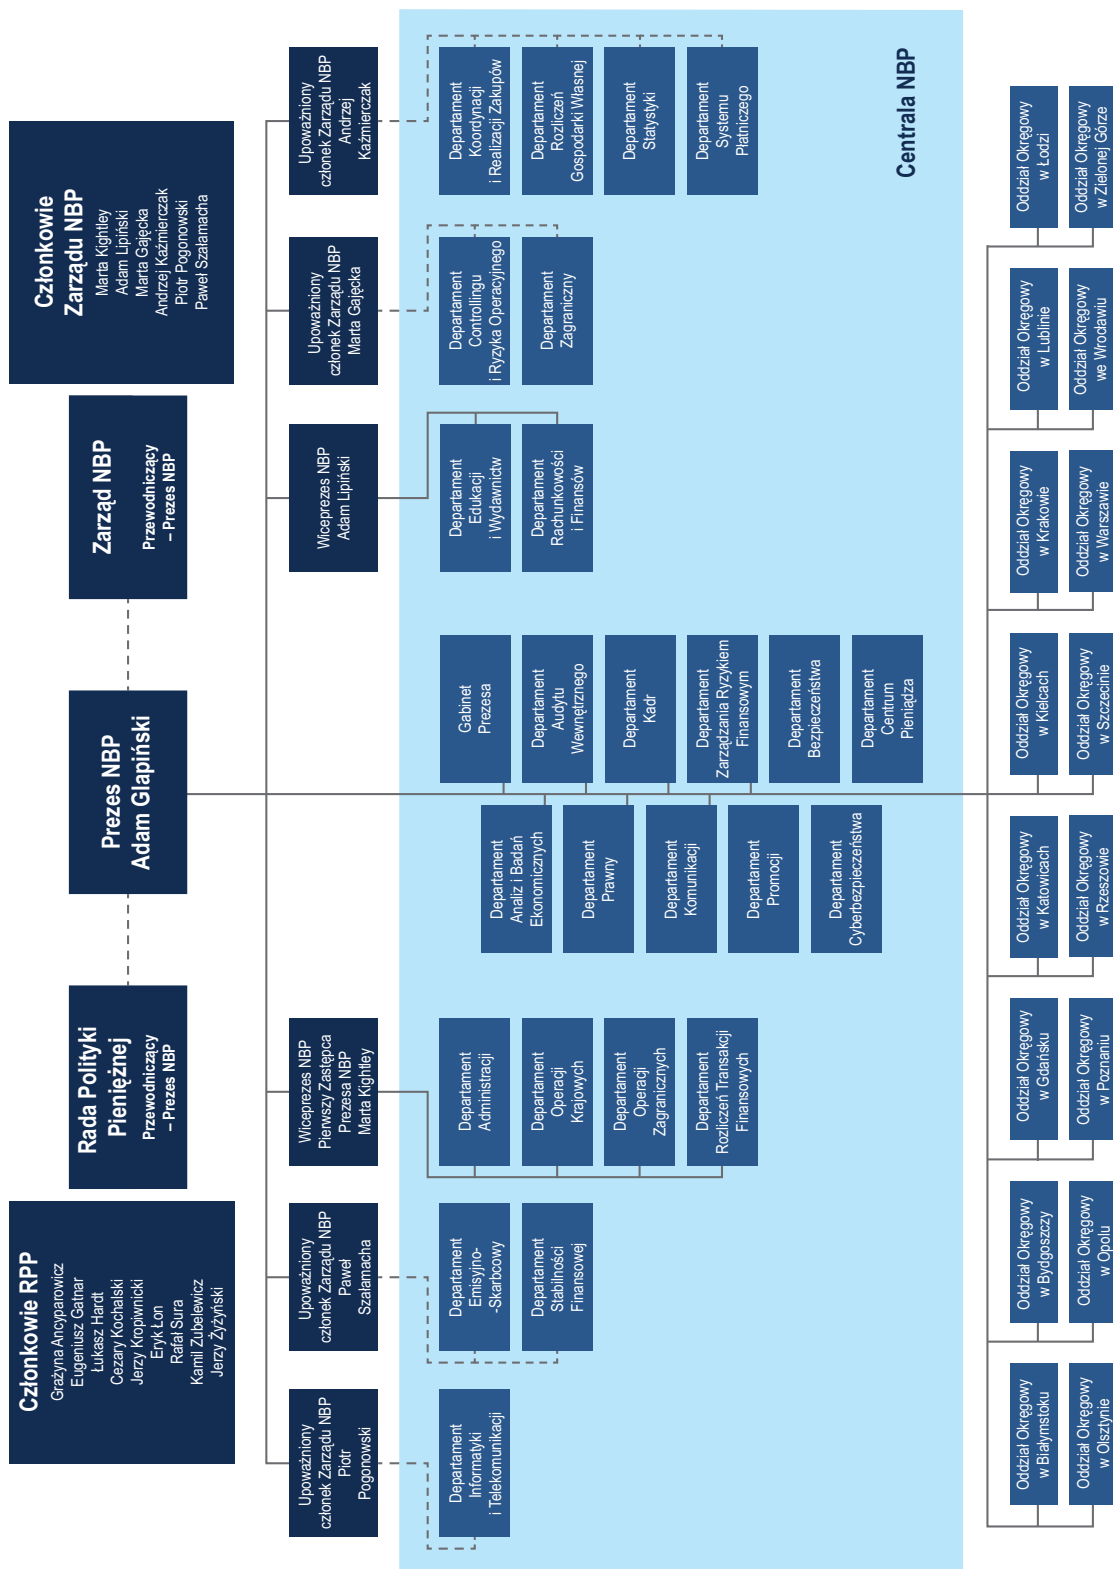 Członkowie RPP
Grażyna Ancyparowicz
Eugeniusz Gatnar
Łukasz Hardt
Cezary Kochalski
Jerzy Kropiwnicki
Eryk Łon
Rafał Sura
Kamil Zubelewicz
Jerzy Żyżyński
Rada Polityki
Pieniężnej
Przewodniczący
– Prezes NBP
Prezes NBP
Adam Glapiński
Zarząd NBP
Przewodniczący
– Prezes NBP
Członkowie
Zarządu NBP
Marta Kightley
Adam Lipiński
Marta Gajęcka
Andrzej Kaźmierczak
Piotr Pogonowski
Paweł Szałamacha
Upoważniony
członek Zarządu NBP
Piotr
Pogonowski
Upoważniony
członek Zarządu NBP
Paweł
Szałamacha
Wiceprezes NBP
Pierwszy Zastępca
Prezesa NBP
Marta Kightley
Wiceprezes NBP
Adam Lipiński
Upoważniony
członek Zarządu NBP
Marta Gajęcka
Upoważniony
członek Zarządu NBP
Andrzej
Kaźmierczak
Departament
Informatyki
i Telekomunikacji
Departament
Emisyjno-
-Skarbcowy
Departament
Stabilności
Finansowej
Departament
Administracji
Departament
Operacji
Krajowych
Departament
Operacji
Zagranicznych
Departament
Rozliczeń Transakcji
Finansowych
Departament
Analiz i Badań
Ekonomicznych
Departament
Prawny
Departament
Komunikacji
Departament
Promocji
Departament
Cyberbezpieczeństwa
Gabinet
Prezesa
Departament
Audytu
Wewnętrznego
Departament
Kadr
Departament
Zarządzania Ryzykiem
Finansowym
Departament
Bezpieczeństwa
Departament
Centrum
Pieniądza
Departament
Edukacji
i Wydawnictw
Departament
Rachunkowości
i Finansów
Departament
Controllingu
i Ryzyka Operacyjnego
Departament
Zagraniczny
Departament
Koordynacji
i Realizacji Zakupów
Departament
Rozliczeń
Gospodarki Własnej
Departament
Statystyki
Departament
Systemu
Płatniczego
Centrala NBP
Oddział Okręgowy
w Białymstoku
Oddział Okręgowy
w Bydgoszczy
Oddział Okręgowy
w Gdańsku
Oddział Okręgowy
w Katowicach
Oddział Okręgowy
w Kielcach
Oddział Okręgowy
w Krakowie
Oddział Okręgowy
w Lublinie
Oddział Okręgowy
w Łodzi
Oddział Okręgowy
w Olsztynie
Oddział Okręgowy
w Opolu
Oddział Okręgowy
w Poznaniu
Oddział Okręgowy
w Rzeszowie
Oddział Okręgowy
w Szczecinie
Oddział Okręgowy
w Warszawie
Oddział Okręgowy
we Wrocławiu
Oddział Okręgowy
w Zielonej Górze